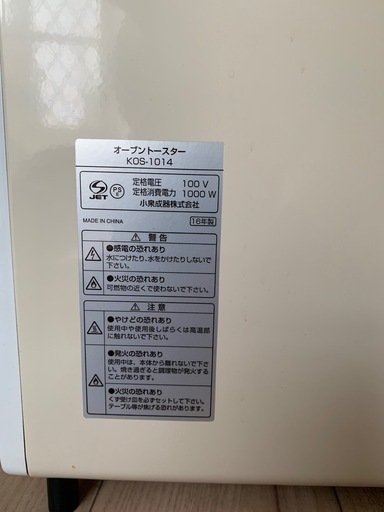 オーブントースター
KOS-1014
S
JET
PS
E
定格電圧 100 V
定格消費電力 1000 W
小泉成器株式会社
MADE IN CHINA
16年製
警告
●感電の恐れあり
水につけたり、水をかけたりしないで
ください。
●火災の恐れあり
可燃物の近くで使わないで下さい。
注意
●やけどの恐れあり
使用中や使用後しばらくは高温部
に触れないで下さい。
●発火の恐れあり
使用中は、本体から離れないで下さ
い。焼き過ぎると調理物が発火する
ことがあります。
●火災の恐れあり
くず受け皿を必ずセットして下さい。
テーブル等が焦げる恐れがあります。